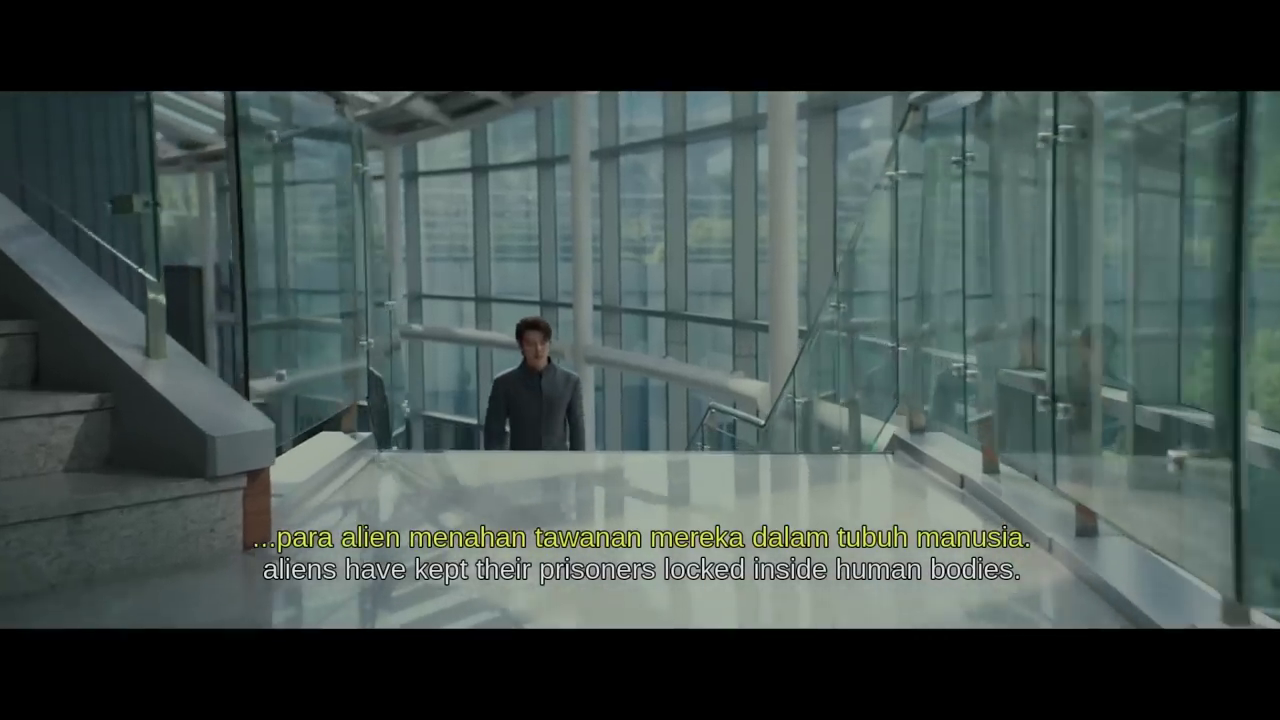 ...para alien menahan tawanan mereka dalam tubuh manusia.
aliens have kept their prisoners locked inside human bodies.